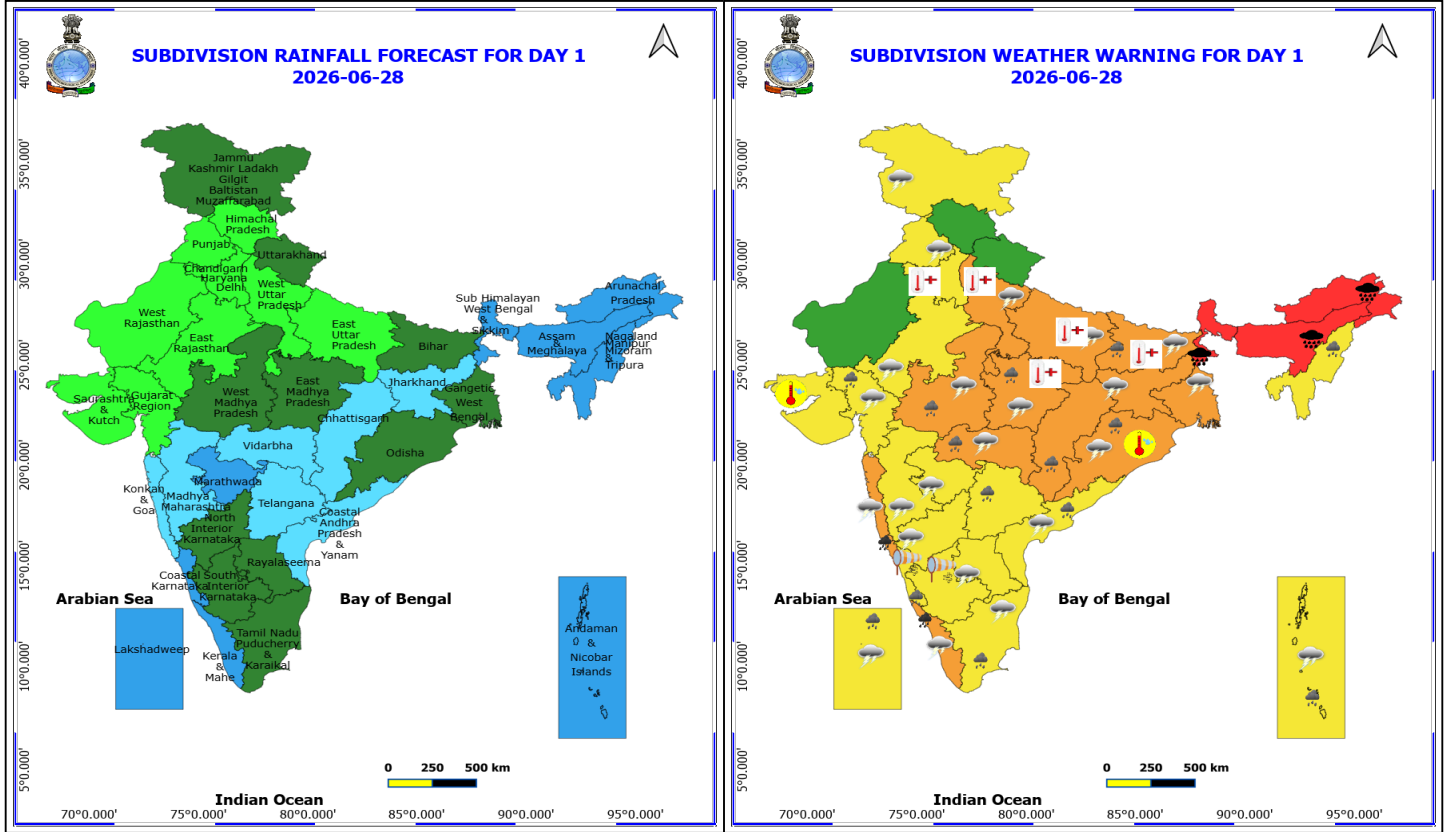 SUBDIVISION RAINFALL FORECAST FOR DAY 1
2026-06-28
40°0.000'
35°0.000'
30°0.000'
25°0.000'
20°0.000'
15°0.000'
10°0.000'
5°0.000'
Jammu
Kashmir Ladakh
Gilgit
Baltistan
Muzaffarabad
Himachal
Pradesh
Punjab
Uttarakhand
Chandigarh
Haryana
Delhi
West
Uttar
Pradesh
West
Rajasthan
East
Rajasthan
East
Uttar
Pradesh
Bihar
Sub Himalayan
West Bengal
&
Sikkim
Arunachal
Pradesh
Assam
&
Meghalaya
Nagaland
Manipur
Mizoram
&
Tripura
Saurashtra
&
Kutch
Gujarat
Region
West
Madhya
Pradesh
East
Madhya
Pradesh
Jharkhand
Gangetic
West
Bengal
Chhattisgarh
Odisha
Vidarbha
Konkan
&
Goa
Madhya
Maharashtra
Marathwada
Telangana
North
Interior
Karnataka
Coastal
Andhra
Pradesh
&
Yanam
Rayalaseema
Coastal
Karnataka
South
Interior
Karnataka
Tamil Nadu
Puducherry
&
Karaikal
Kerala
&
Mahe
Lakshadweep
Andaman
&
Nicobar
Islands
Arabian Sea
Bay of Bengal
Indian Ocean
0 250 500 km
70°0.000' 75°0.000' 80°0.000' 85°0.000' 90°0.000' 95°0.000'
SUBDIVISION WEATHER WARNING FOR DAY 1
2026-06-28
40°0.000'
35°0.000'
30°0.000'
25°0.000'
20°0.000'
15°0.000'
10°0.000'
5°0.000'
Arabian Sea
Bay of Bengal
Indian Ocean
0 250 500 km
70°0.000' 75°0.000' 80°0.000' 85°0.000' 90°0.000' 95°0.000'